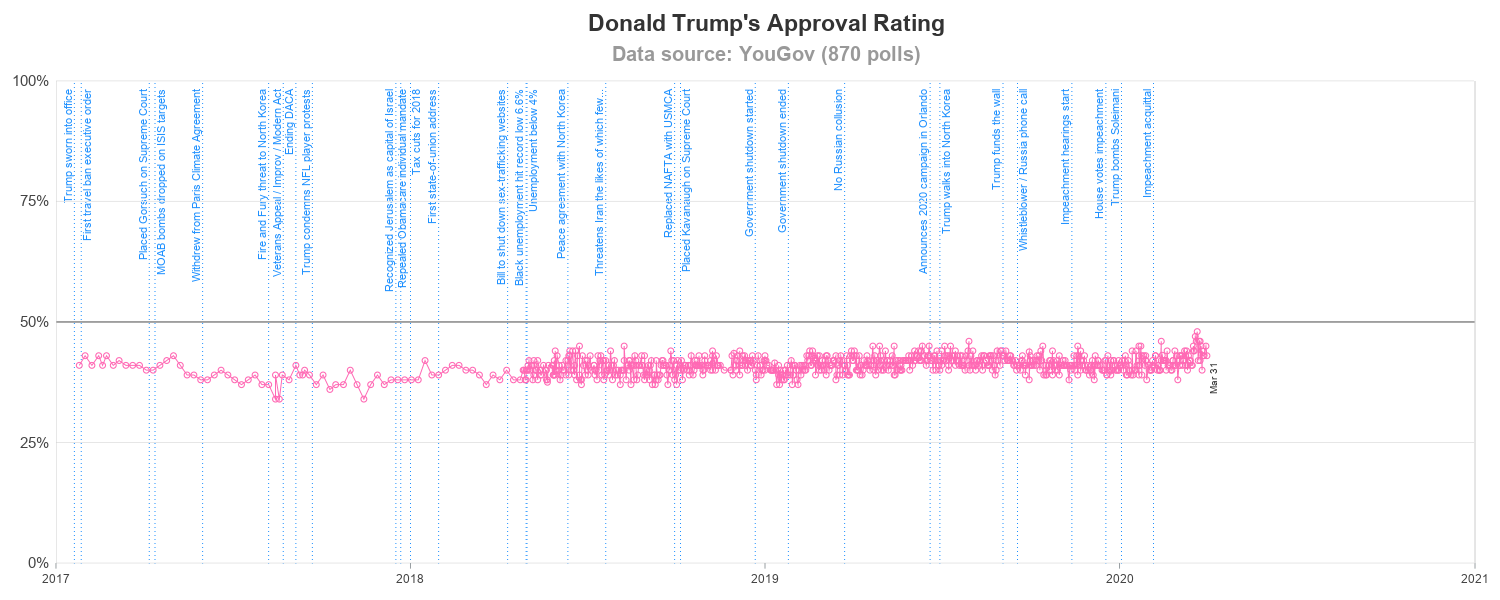 Donald Trump's Approval Rating
Data source: YouGov (870 polls)
100%
75%
50%
25%
0%
Trump sworn into office
First travel ban executive order
Placed Gorsuch on Supreme Court
MOAB bombs dropped on ISIS targets
Withdrew from Paris Climate Agreement
Fire and Fury threat to North Korea
Veterans Appeal / Improv / Modern Act
Ending DACA
Trump condemns NFL player protests
Recognized Jerusalem as capital of Israel
Repealed Obamacare individual mandate
Tax cuts for 2018
First state-of-union address
Bill to shut down sex-trafficking websites
Black unemployment hit record low 6.6%
Unemployment below 4%
Peace agreement with North Korea
Threatens Iran the likes of which few...
Replaced NAFTA with USMCA
Placed Kavanaugh on Supreme Court
Government shutdown started
Government shutdown ended
No Russian collusion
Announces 2020 campaign in Orlando
Trump walks into North Korea
Trump funds the wall
Whistleblower / Russia phone call
Impeachment hearings start
House votes impeachment
Trump bombs Soleimani
Impeachment acquittal
Mar 31
2017
2018
2019
2020
2021